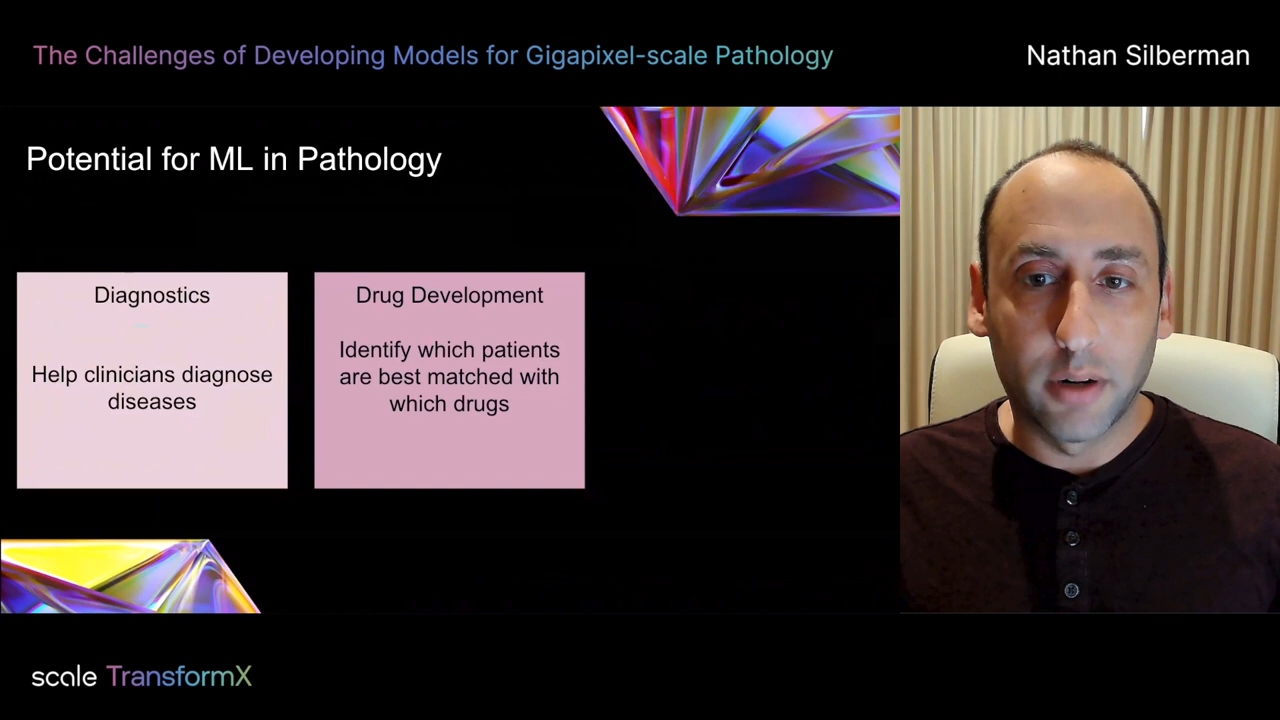 The Challenges of Developing Models for Gigapixel-scale Pathology
Nathan Silberman
Potential for ML in Pathology
Diagnostics
Help clinicians diagnose
diseases
Drug Development
Identify which patients
are best matched with
which drugs
scale TransformX